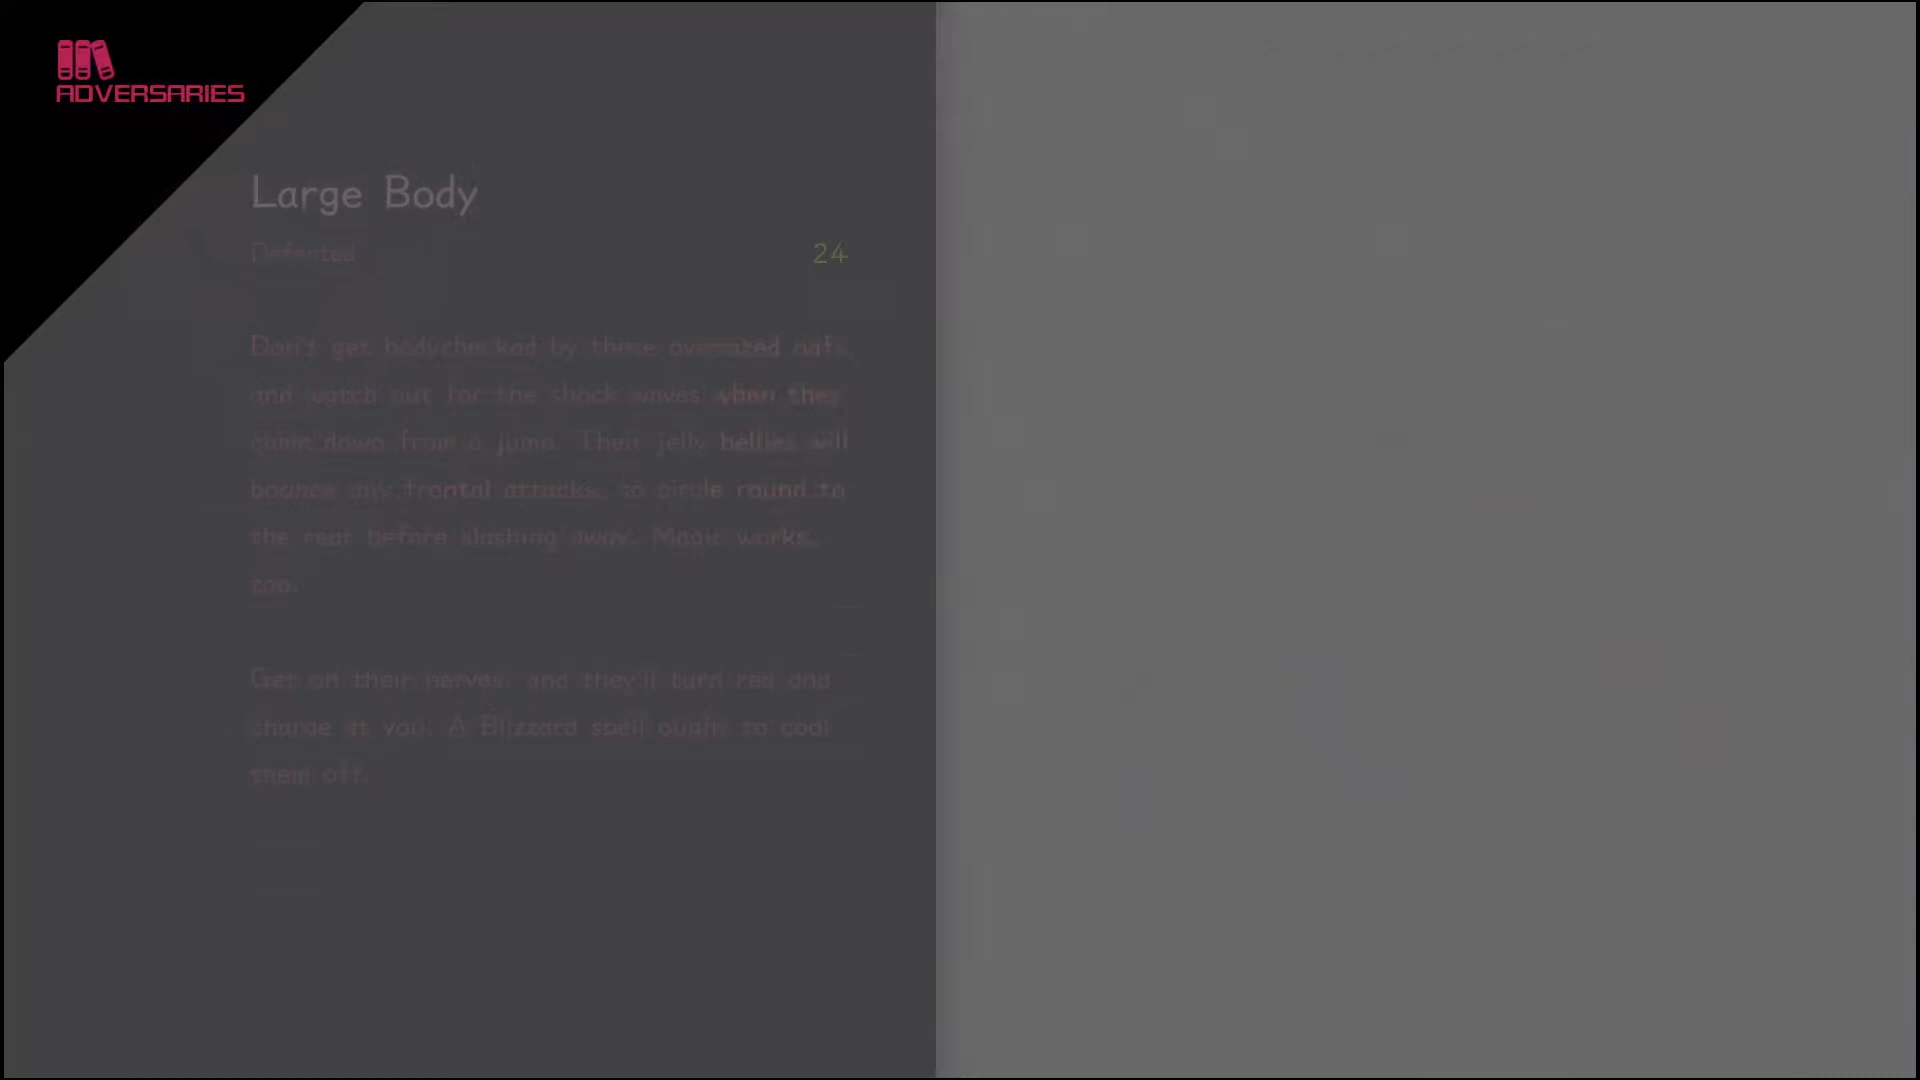 ADVERSARIES
Large Body
Defeated 24
Don't get bodychecked by these oversized oafs,
and watch out for the shock waves when they
come down from a jump. Their jelly bellies will
bounce any frontal attacks, so circle round to
the rear before slashing away. Magic works,
too.
Get on their nerves, and they'll turn red and
charge at you. A Blizzard spell ought to cool
them off.